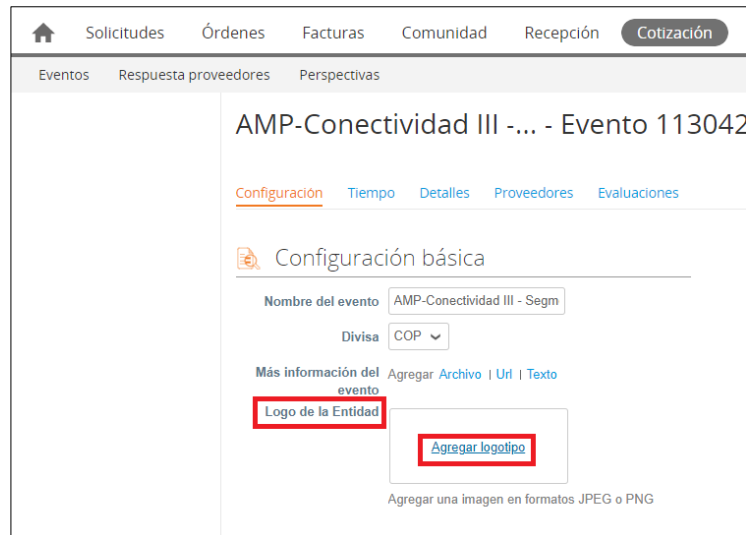 Solicitudes Órdenes Facturas Comunidad Recepción Cotización
Eventos Respuesta proveedores Perspectivas
AMP-Conectividad III -... - Evento 113042
Configuración Tiempo Detalles Proveedores Evaluaciones
Configuración básica
Nombre del evento AMP-Conectividad III - Segm
Divisa COP
Más información del evento Agregar Archivo | Url | Texto
Logo de la Entidad
Agregar logotipo
Agregar una imagen en formatos JPEG o PNG